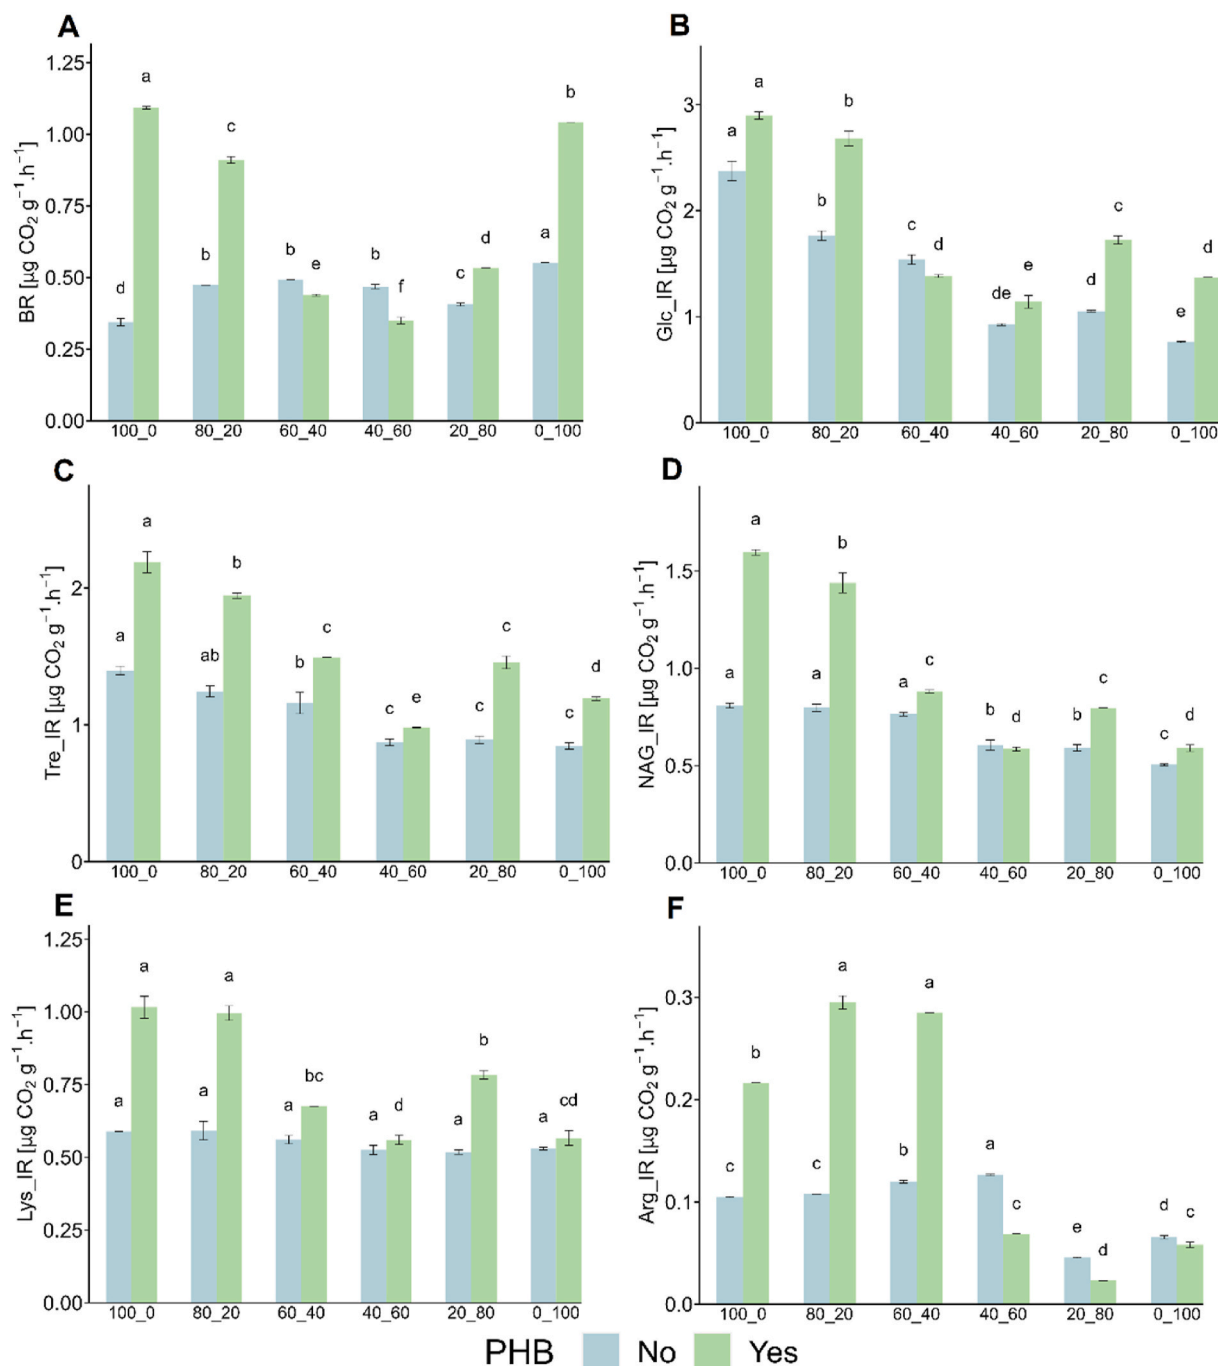 A
BR [µg CO₂ g⁻¹.h⁻¹]
1.25
1.00
0.75
0.50
0.25
0.00
d a b c b e b f c d a b
100_0 80_20 60_40 40_60 20_80 0_100
B
Glc_IR [µg CO₂ g⁻¹.h⁻¹]
3
2
1
0
a a b b c d de e d c e d
100_0 80_20 60_40 40_60 20_80 0_100
C
Tre_IR [µg CO₂ g⁻¹.h⁻¹]
2
1
0
a a ab b b c c e c c c d
100_0 80_20 60_40 40_60 20_80 0_100
D
NAG_IR [µg CO₂ g⁻¹.h⁻¹]
1.5
1.0
0.5
0.0
a a a b a c b d b c c d
100_0 80_20 60_40 40_60 20_80 0_100
E
Lys_IR [µg CO₂ g⁻¹.h⁻¹]
1.25
1.00
0.75
0.50
0.25
0.00
a a a a a bc a d a b a cd
100_0 80_20 60_40 40_60 20_80 0_100
F
Arg_IR [µg CO₂ g⁻¹.h⁻¹]
0.3
0.2
0.1
0.0
c b c a b a a c e d d c
100_0 80_20 60_40 40_60 20_80 0_100
PHB No Yes